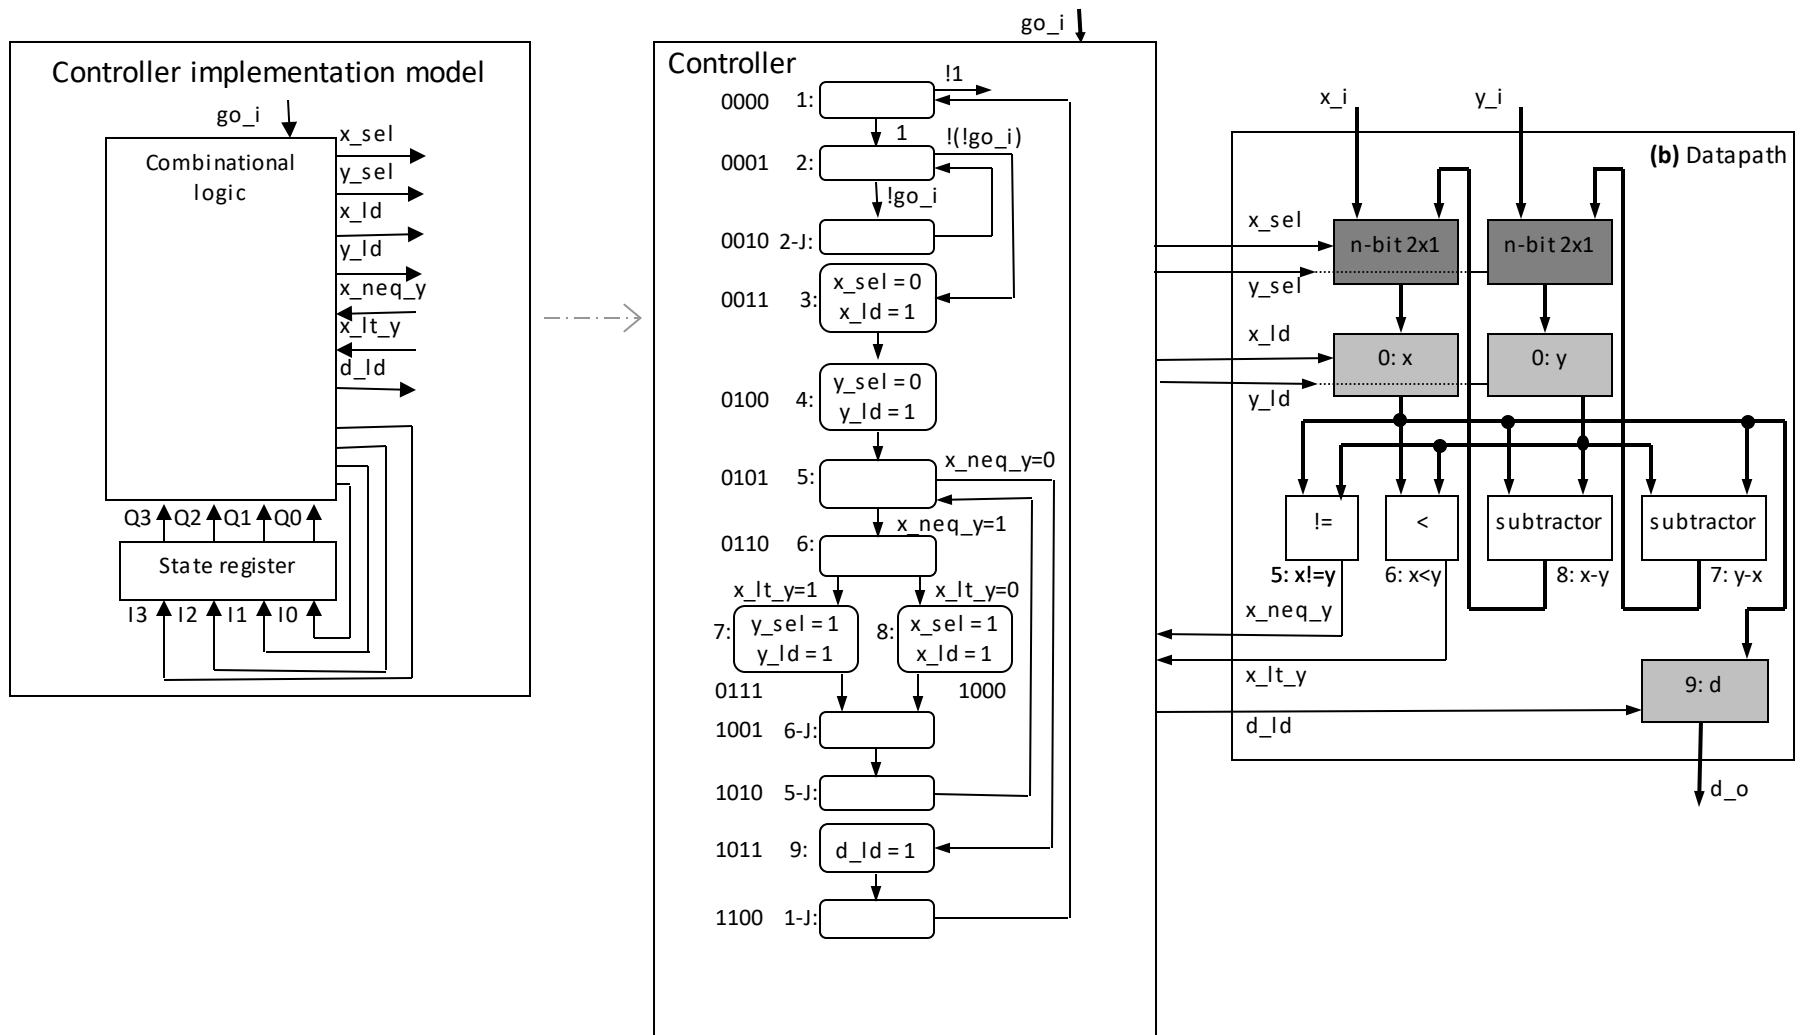 Controller implementation model
go_i
Combinational
logic
x_sel
y_sel
x_ld
y_ld
x_neq_y
x_lt_y
d_ld
Q3 Q2 Q1 Q0
State register
I3 I2 I1 I0
go_i
Controller
!1
0000 1:
1
!(!go_i)
0001 2:
!go_i
0010 2-J:
0011 3:
x_sel = 0
x_ld = 1
0100 4:
y_sel = 0
y_ld = 1
0101 5:
x_neq_y=0
x_neq_y=1
0110 6:
x_lt_y=1
x_lt_y=0
7:
y_sel = 1
y_ld = 1
8:
x_sel = 1
x_ld = 1
0111
1000
1001 6-J:
1010 5-J:
1011 9:
d_ld = 1
1100 1-J:
x_i
y_i
(b) Datapath
x_sel
n-bit 2x1
n-bit 2x1
y_sel
x_ld
0: x
0: y
y_ld
!=
<
subtractor
subtractor
5: x!=y
6: x<y
8: x-y
7: y-x
x_neq_y
x_lt_y
9: d
d_ld
d_o